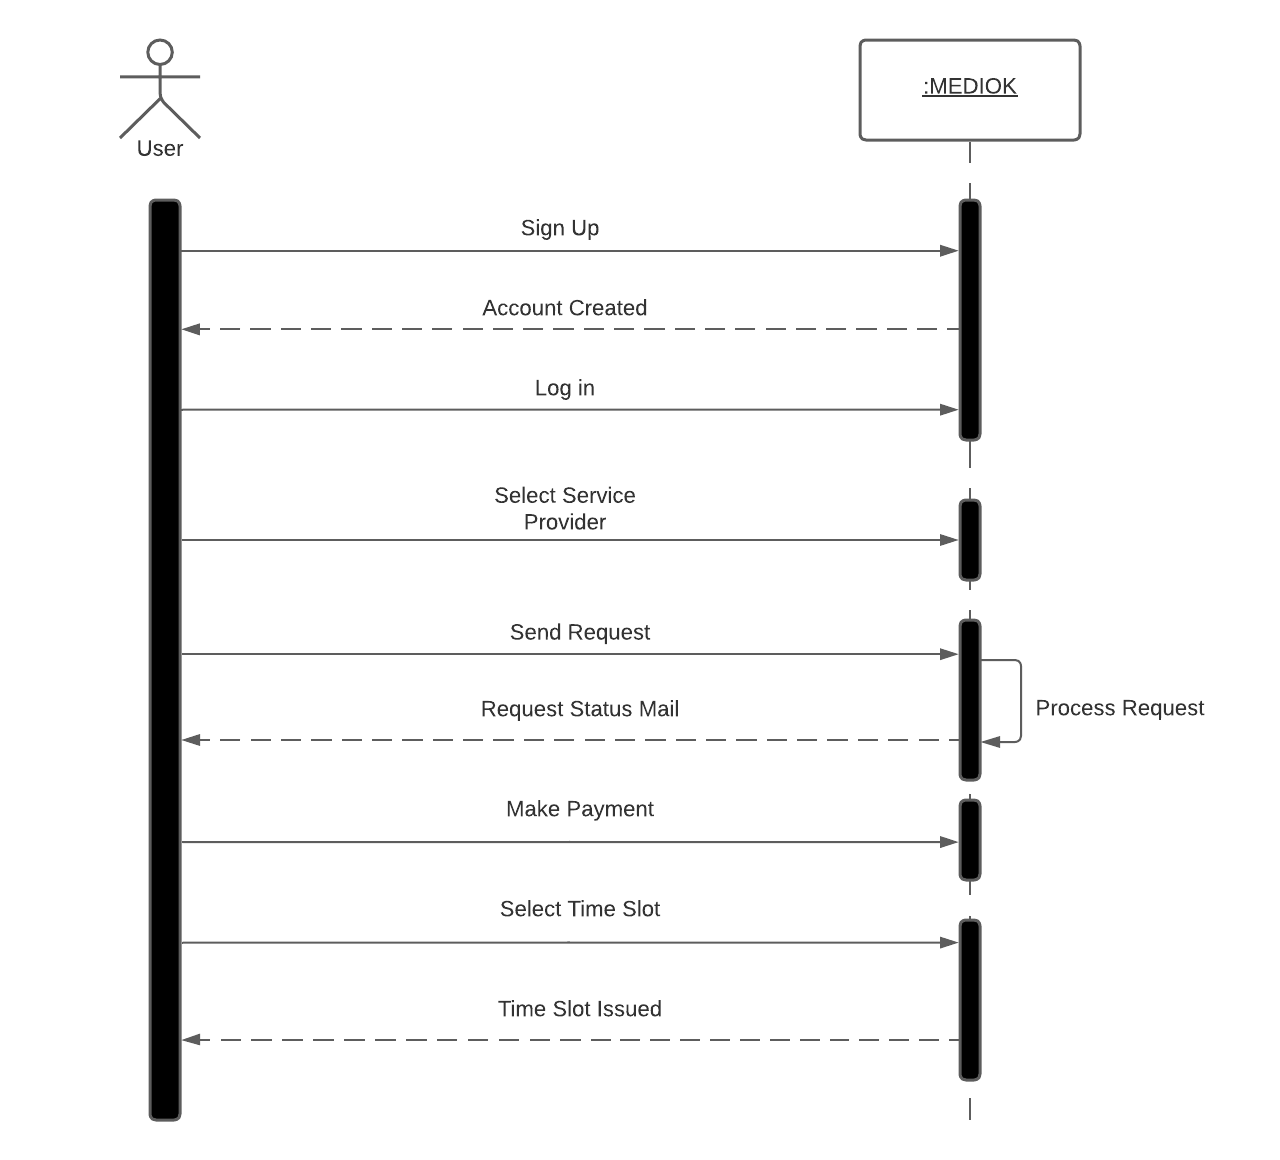 :MEDIOK
User
Sign Up
Account Created
Log in
Select Service
Provider
Send Request
Process Request
Request Status Mail
Make Payment
Select Time Slot
Time Slot Issued